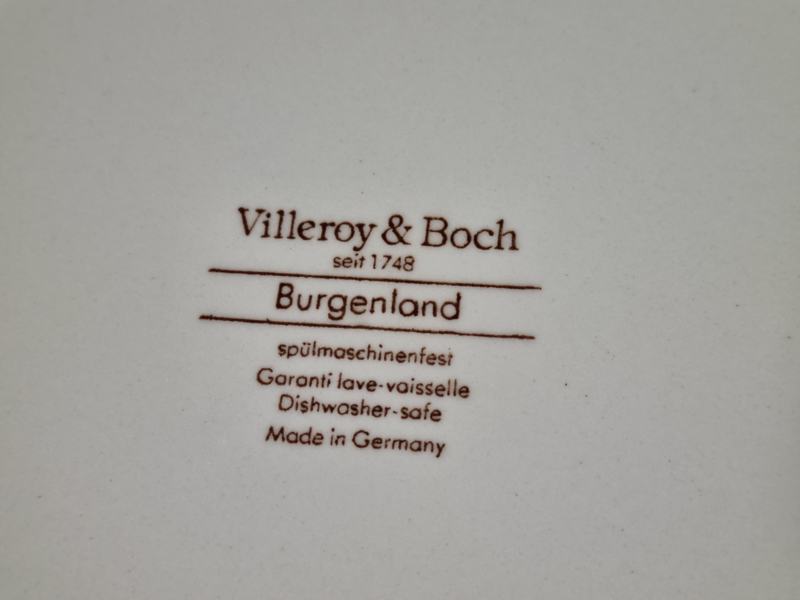 Villeroy & Boch
seit 1748
Burgenland
spülmaschinenfest
Garanti lave-vaisselle
Dishwasher-safe
Made in Germany